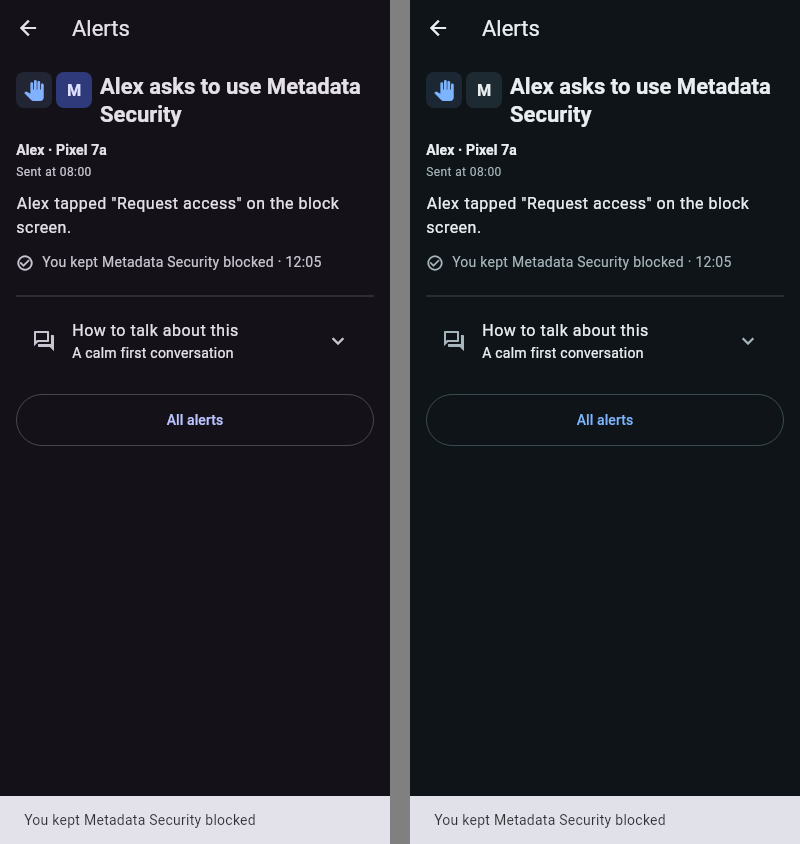 Alerts
M
Alex asks to use Metadata
Security
Alex · Pixel 7a
Sent at 08:00
Alex tapped "Request access" on the block
screen.
You kept Metadata Security blocked · 12:05
How to talk about this
A calm first conversation
All alerts
You kept Metadata Security blocked
Alerts
M
Alex asks to use Metadata
Security
Alex · Pixel 7a
Sent at 08:00
Alex tapped "Request access" on the block
screen.
You kept Metadata Security blocked · 12:05
How to talk about this
A calm first conversation
All alerts
You kept Metadata Security blocked